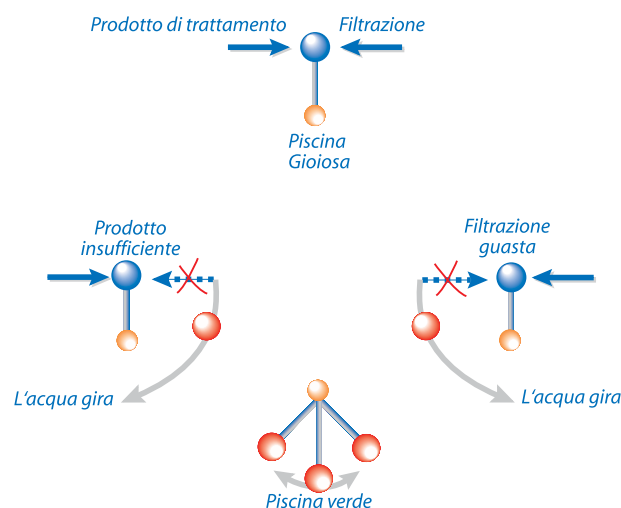 Prodotto di trattamento
Filtrazione
Piscina
Gioiosa
Prodotto
insufficiente
Filtrazione
guasta
L'acqua gira
L'acqua gira
Piscina verde